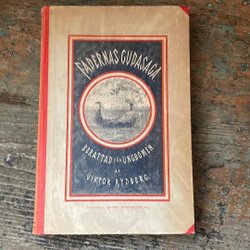 FÄDERNAS GUDASAGA
BERÄTTAD FÖR UNGDOMEN
AF
VIKTOR RYDBERG.